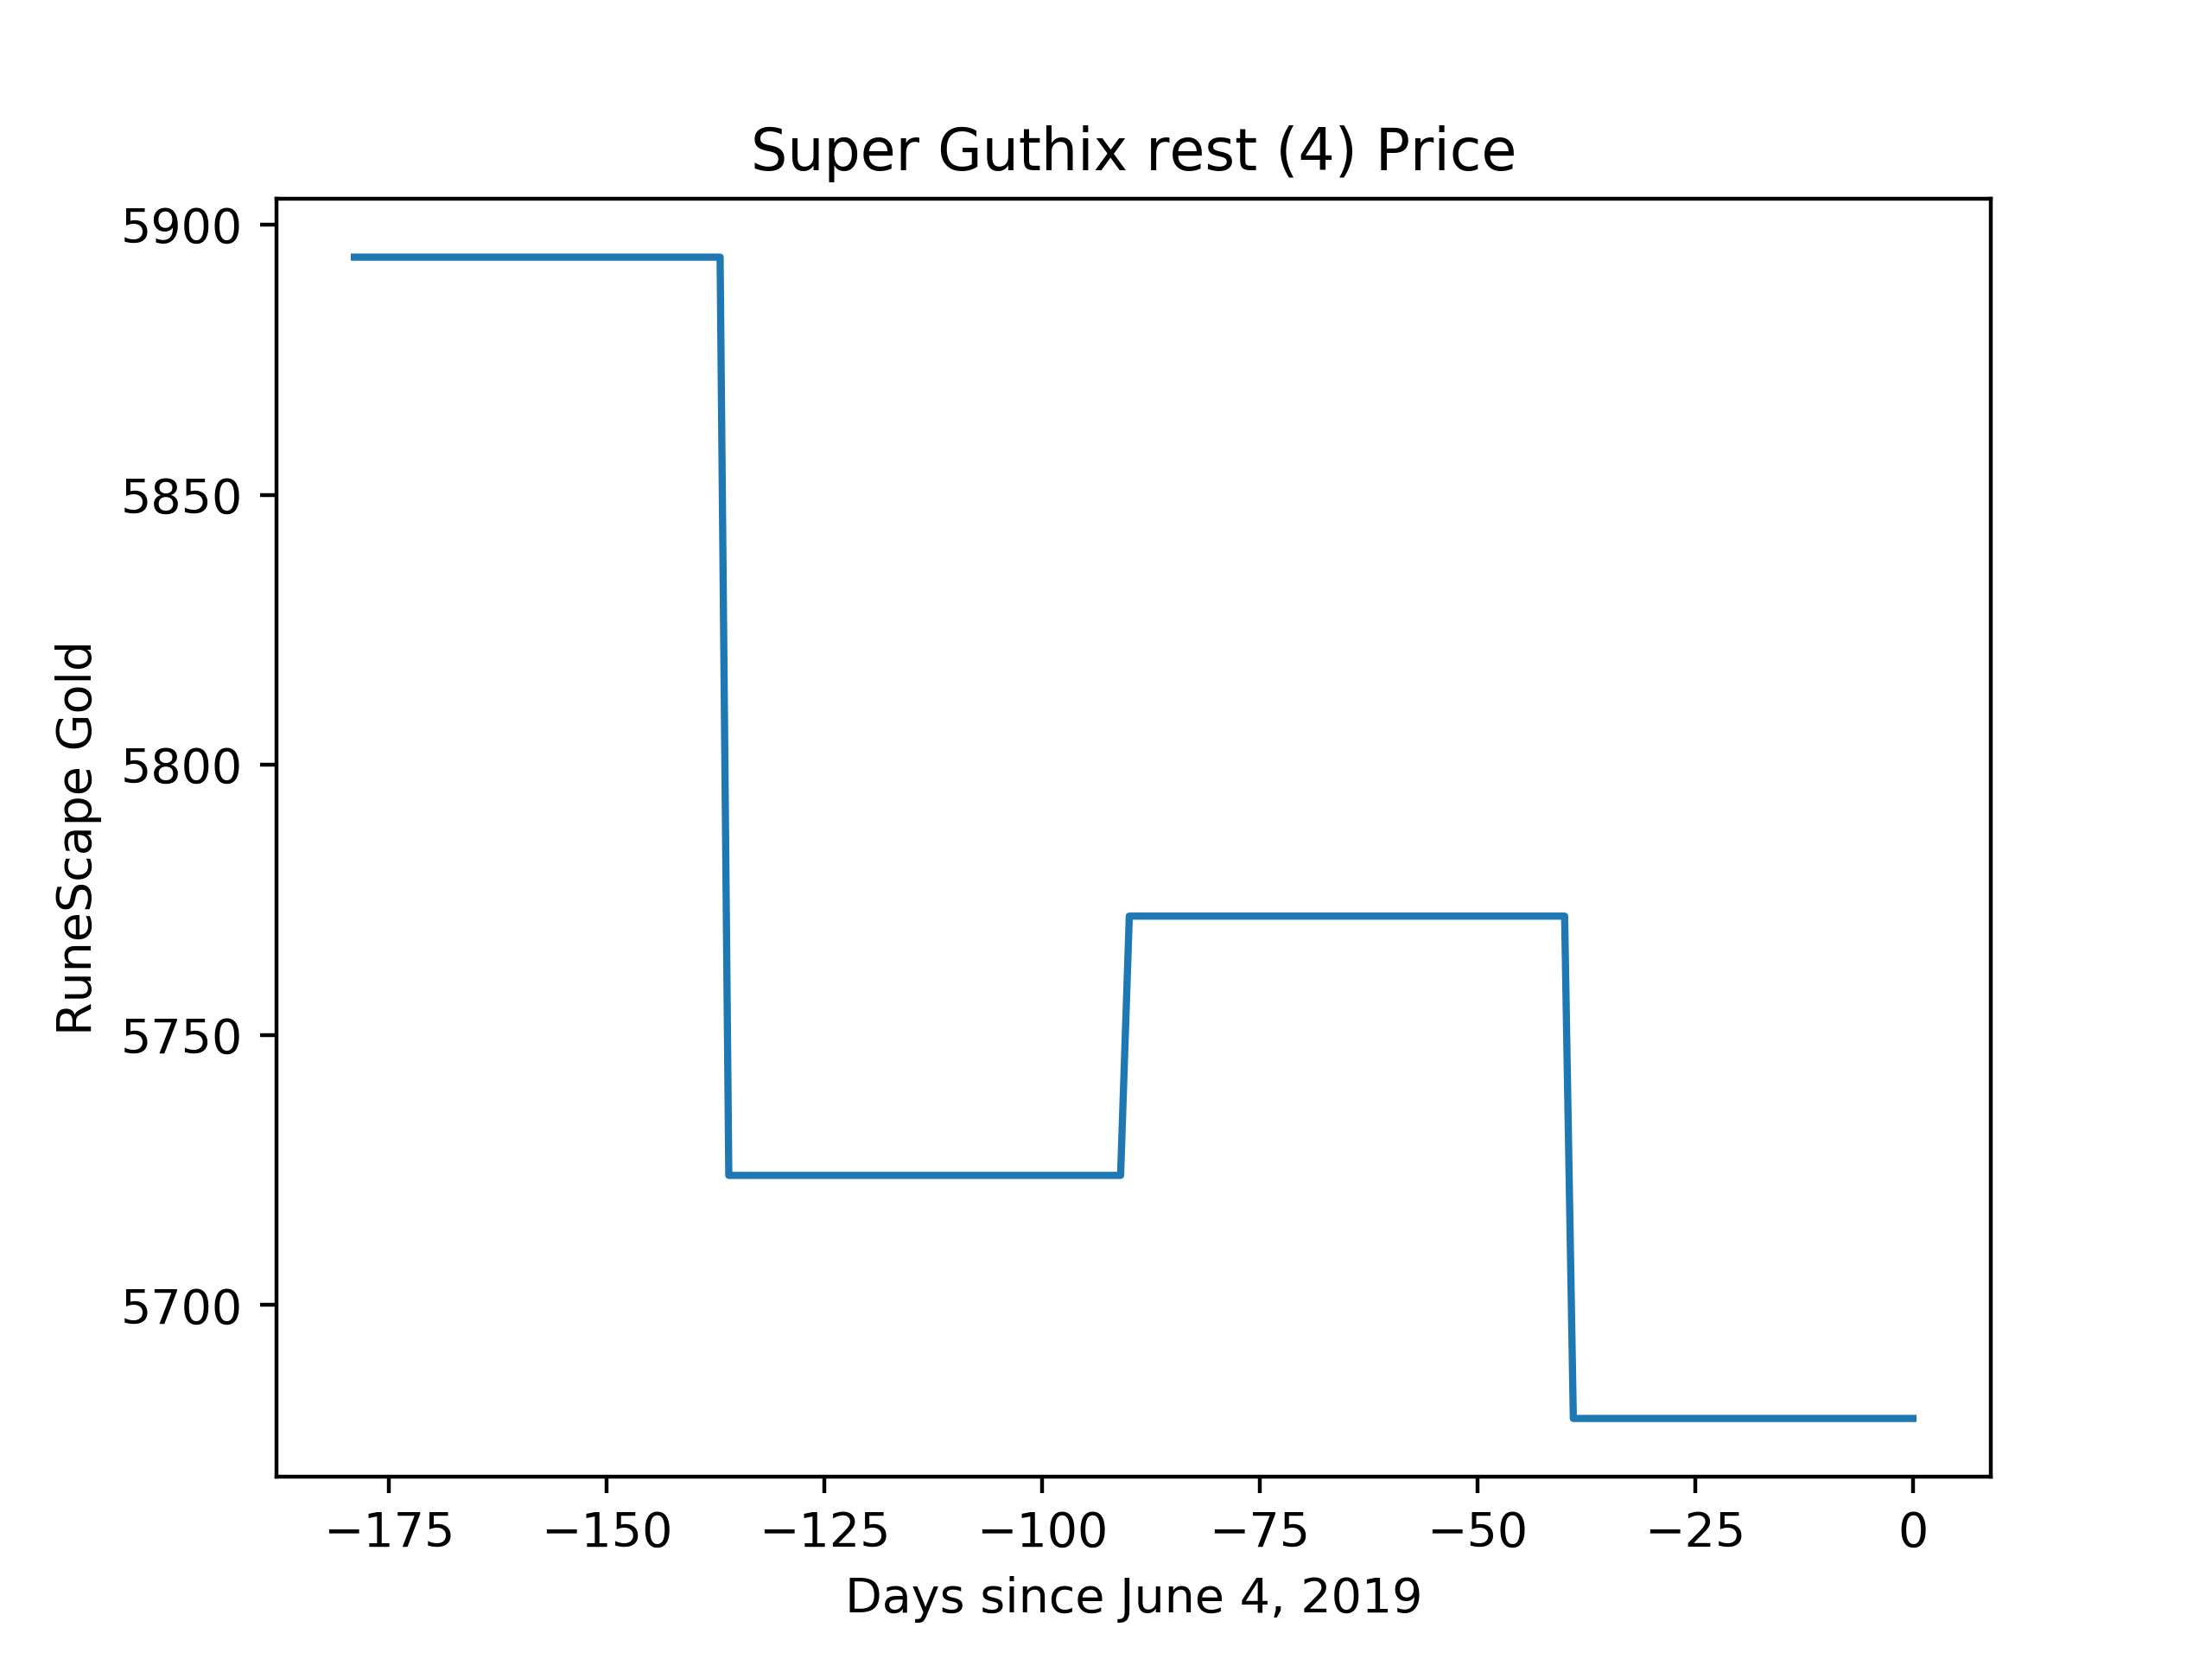 Super Guthix rest (4) Price
5900
5850
5800
5750
5700
RuneScape Gold
−175 −150 −125 −100 −75 −50 −25 0
Days since June 4, 2019